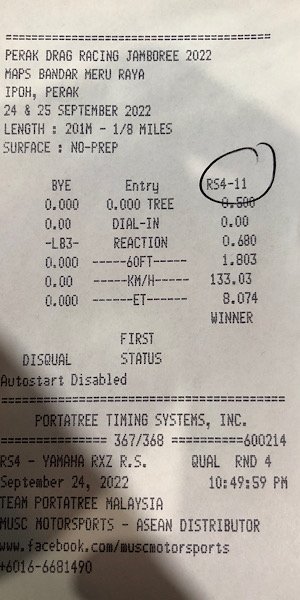 ========================================
PERAK DRAG RACING JAMBOREE 2022
MAPS BANDAR MERU RAYA
IPOH, PERAK
24 & 25 SEPTEMBER 2022
LENGTH : 201M - 1/8 MILES
SURFACE : NO-PREP
BYE Entry RS4-11
0.000 0.000 TREE 0.500
0.00 DIAL-IN 0.00
-LB3- REACTION 0.680
0.000 ------60FT------ 1.803
0.00 ------KM/H------ 133.03
0.000 -------ET------- 8.074
WINNER
FIRST
DISQUAL STATUS
Autostart Disabled
========================================
PORTATREE TIMING SYSTEMS, INC.
=============== 367/368 ==========600214
RS4 - YAMAHA RXZ R.S. QUAL RND 4
September 24, 2022 10:49:59 PM
TEAM PORTATREE MALAYSIA
MUSC MOTORSPORTS - ASEAN DISTRIBUTOR
www.facebook.com/muscmotorsports
+6016-6681490